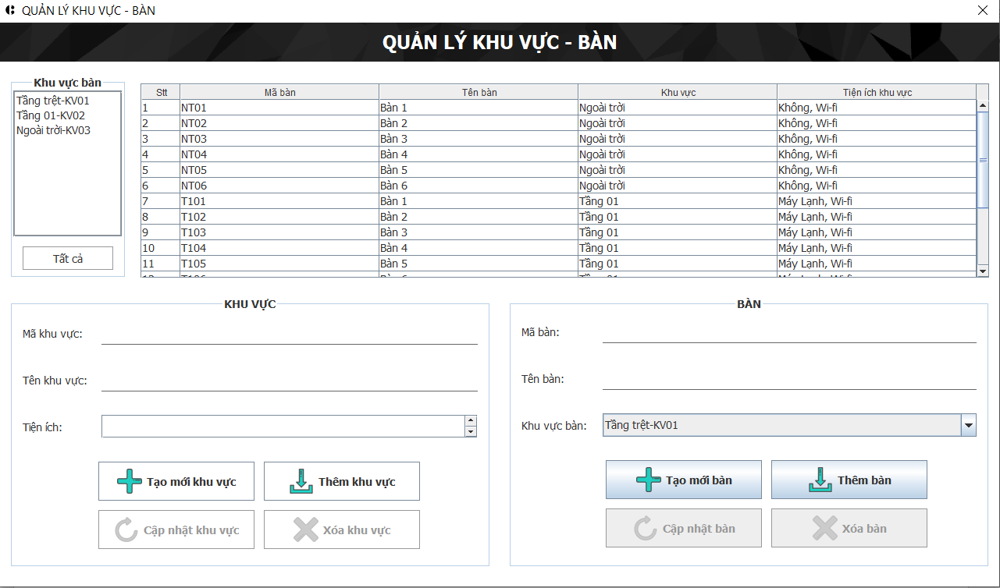 QUẢN LÝ KHU VỰC - BÀN
QUẢN LÝ KHU VỰC - BÀN
Khu vực bàn
Tầng trệt-KV01
Tầng 01-KV02
Ngoài trời-KV03
Tất cả
Stt Mã bàn Tên bàn Khu vực Tiện ích khu vực
1 NT01 Bàn 1 Ngoài trời Không, Wi-fi
2 NT02 Bàn 2 Ngoài trời Không, Wi-fi
3 NT03 Bàn 3 Ngoài trời Không, Wi-fi
4 NT04 Bàn 4 Ngoài trời Không, Wi-fi
5 NT05 Bàn 5 Ngoài trời Không, Wi-fi
6 NT06 Bàn 6 Ngoài trời Không, Wi-fi
7 T101 Bàn 1 Tầng 01 Máy Lạnh, Wi-fi
8 T102 Bàn 2 Tầng 01 Máy Lạnh, Wi-fi
9 T103 Bàn 3 Tầng 01 Máy Lạnh, Wi-fi
10 T104 Bàn 4 Tầng 01 Máy Lạnh, Wi-fi
11 T105 Bàn 5 Tầng 01 Máy Lạnh, Wi-fi
KHU VỰC
Mã khu vực:
Tên khu vực:
Tiện ích:
Tạo mới khu vực Thêm khu vực
Cập nhật khu vực Xóa khu vực
BÀN
Mã bàn:
Tên bàn:
Khu vực bàn: Tầng trệt-KV01
Tạo mới bàn Thêm bàn
Cập nhật bàn Xóa bàn